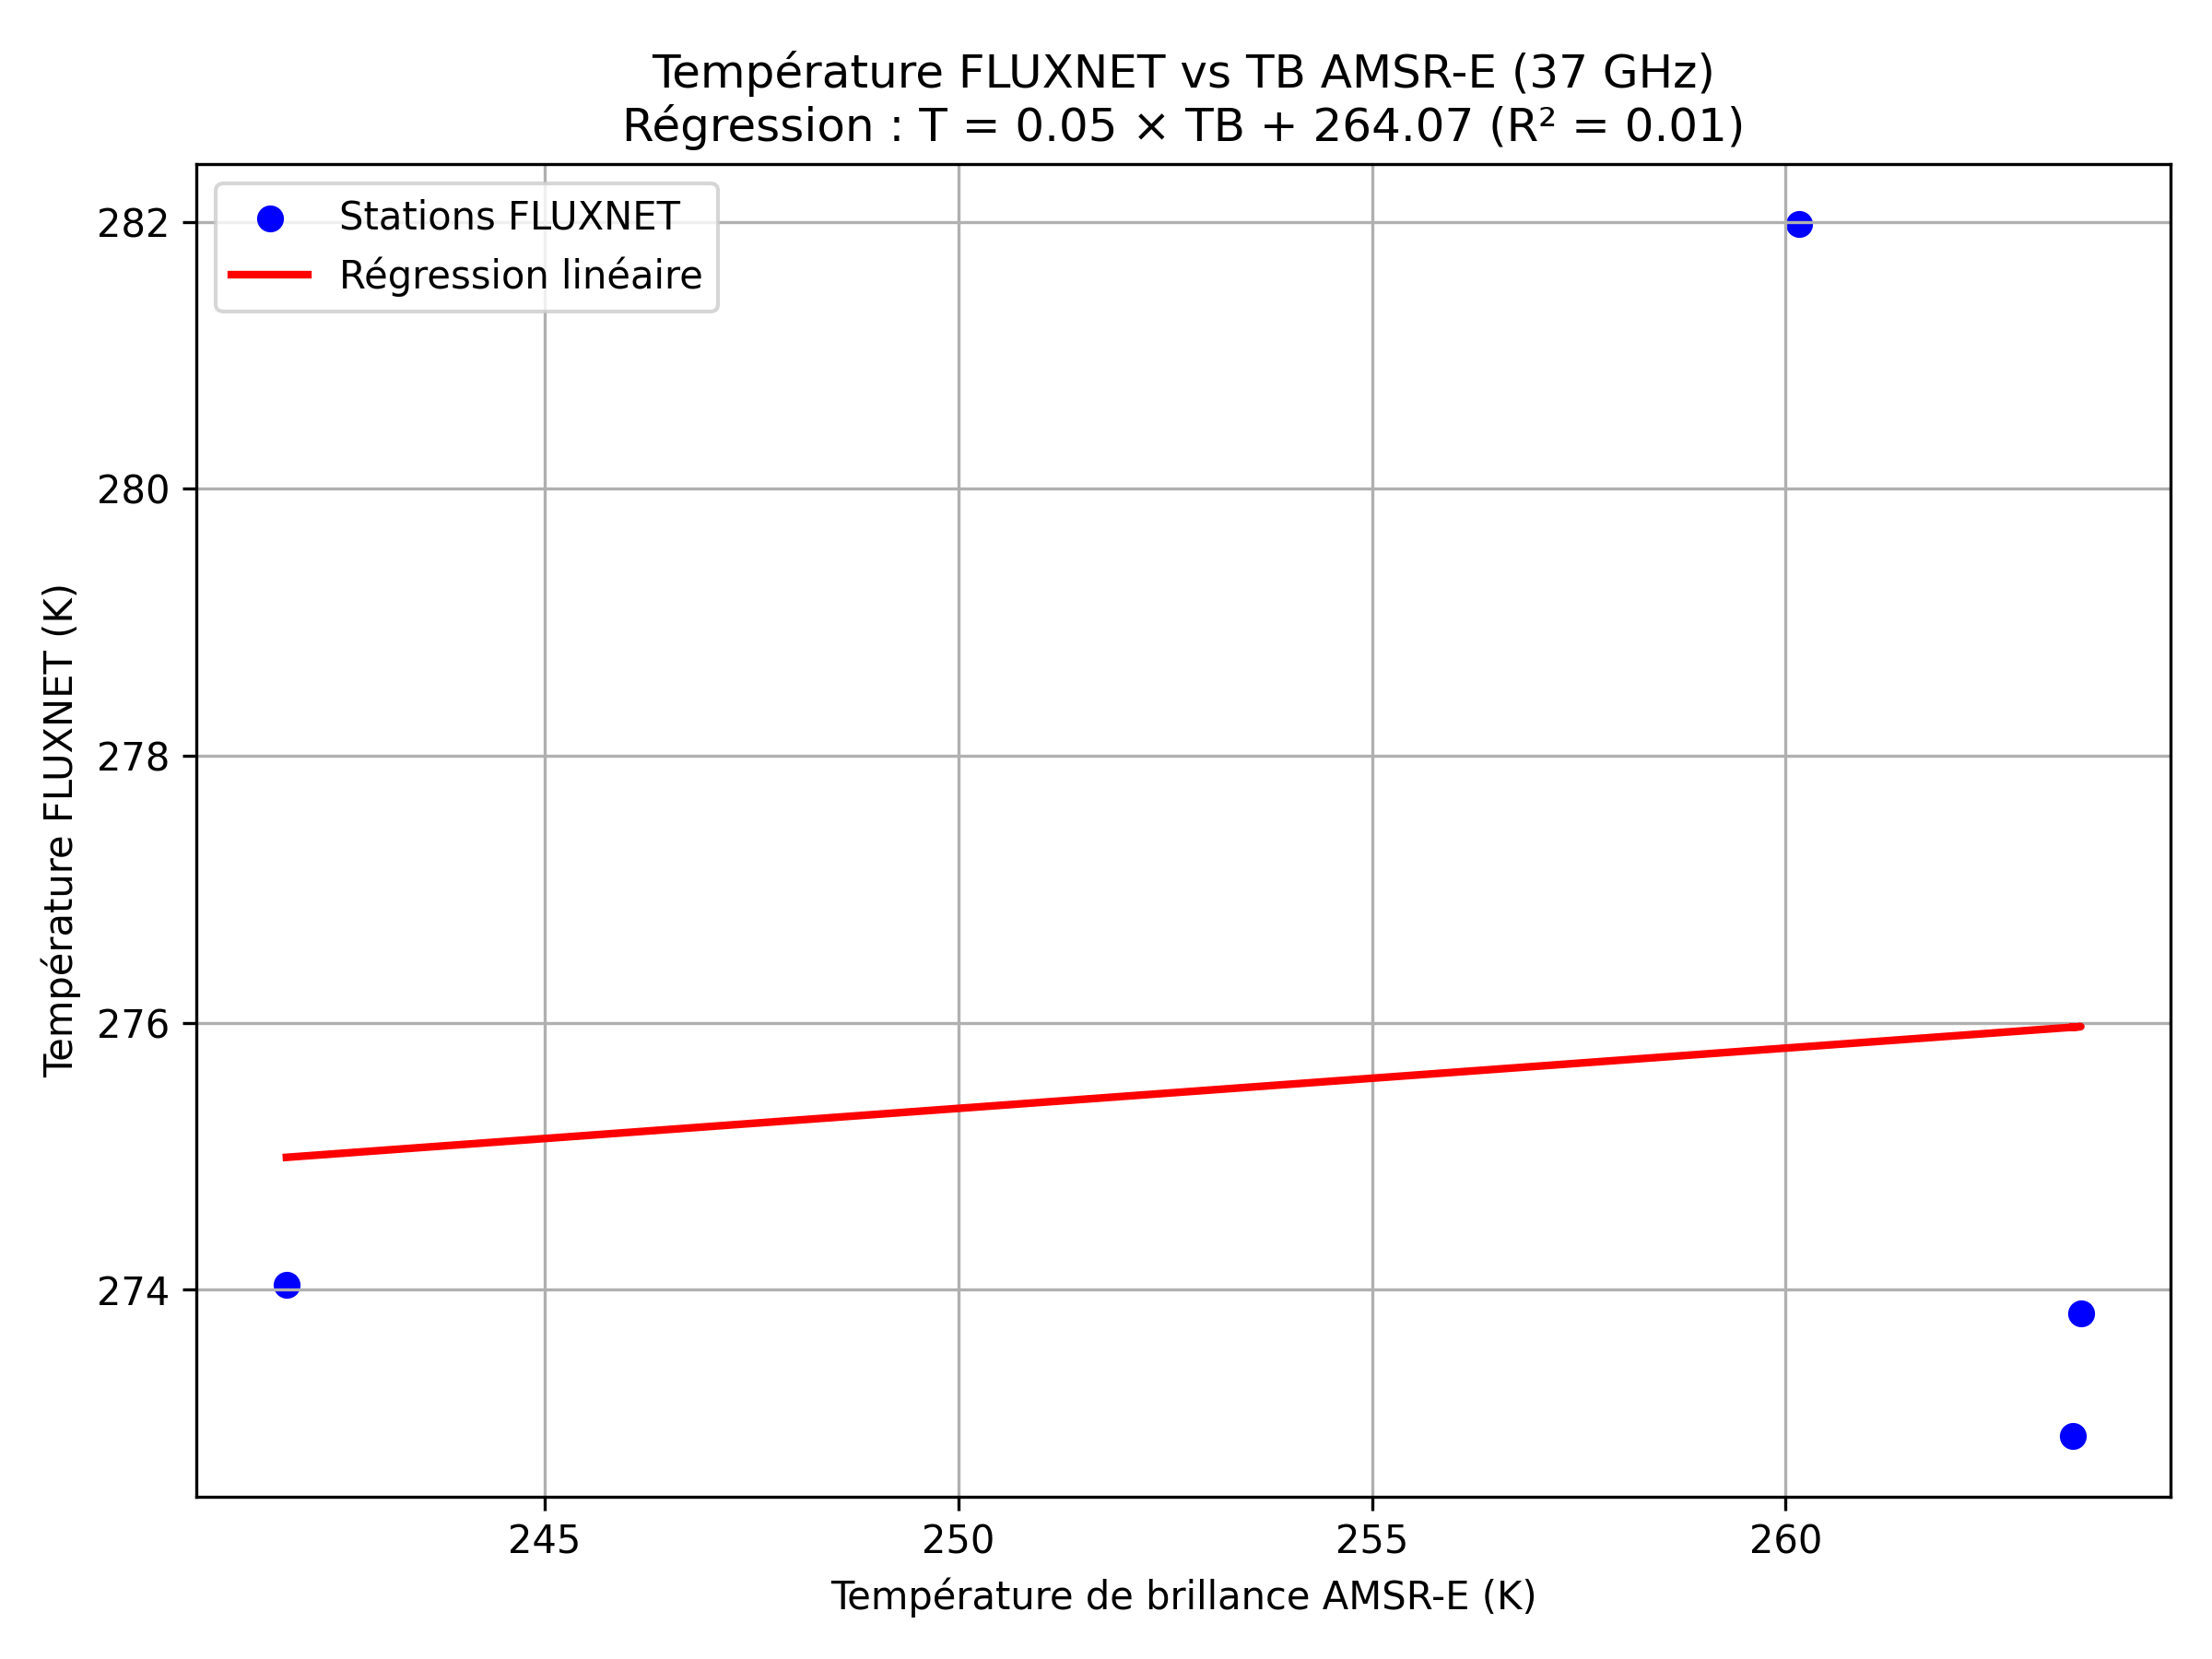 Température FLUXNET vs TB AMSR-E (37 GHz)
Régression : T = 0.05 × TB + 264.07 (R² = 0.01)
Stations FLUXNET
Régression linéaire
282
280
278
276
274
Température FLUXNET (K)
245
250
255
260
Température de brillance AMSR-E (K)